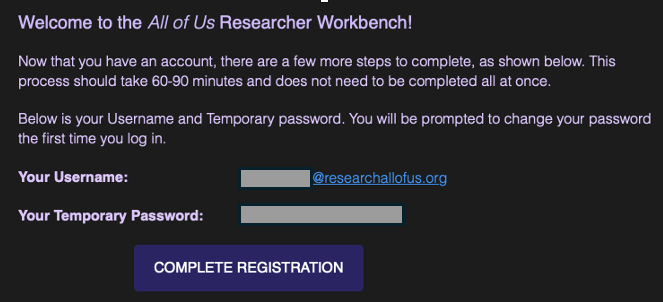 Welcome to the All of Us Researcher Workbench!
Now that you have an account, there are a few more steps to complete, as shown below. This
process should take 60-90 minutes and does not need to be completed all at once.
Below is your Username and Temporary password. You will be prompted to change your password
the first time you log in.
Your Username: @researchallofus.org
Your Temporary Password:
COMPLETE REGISTRATION